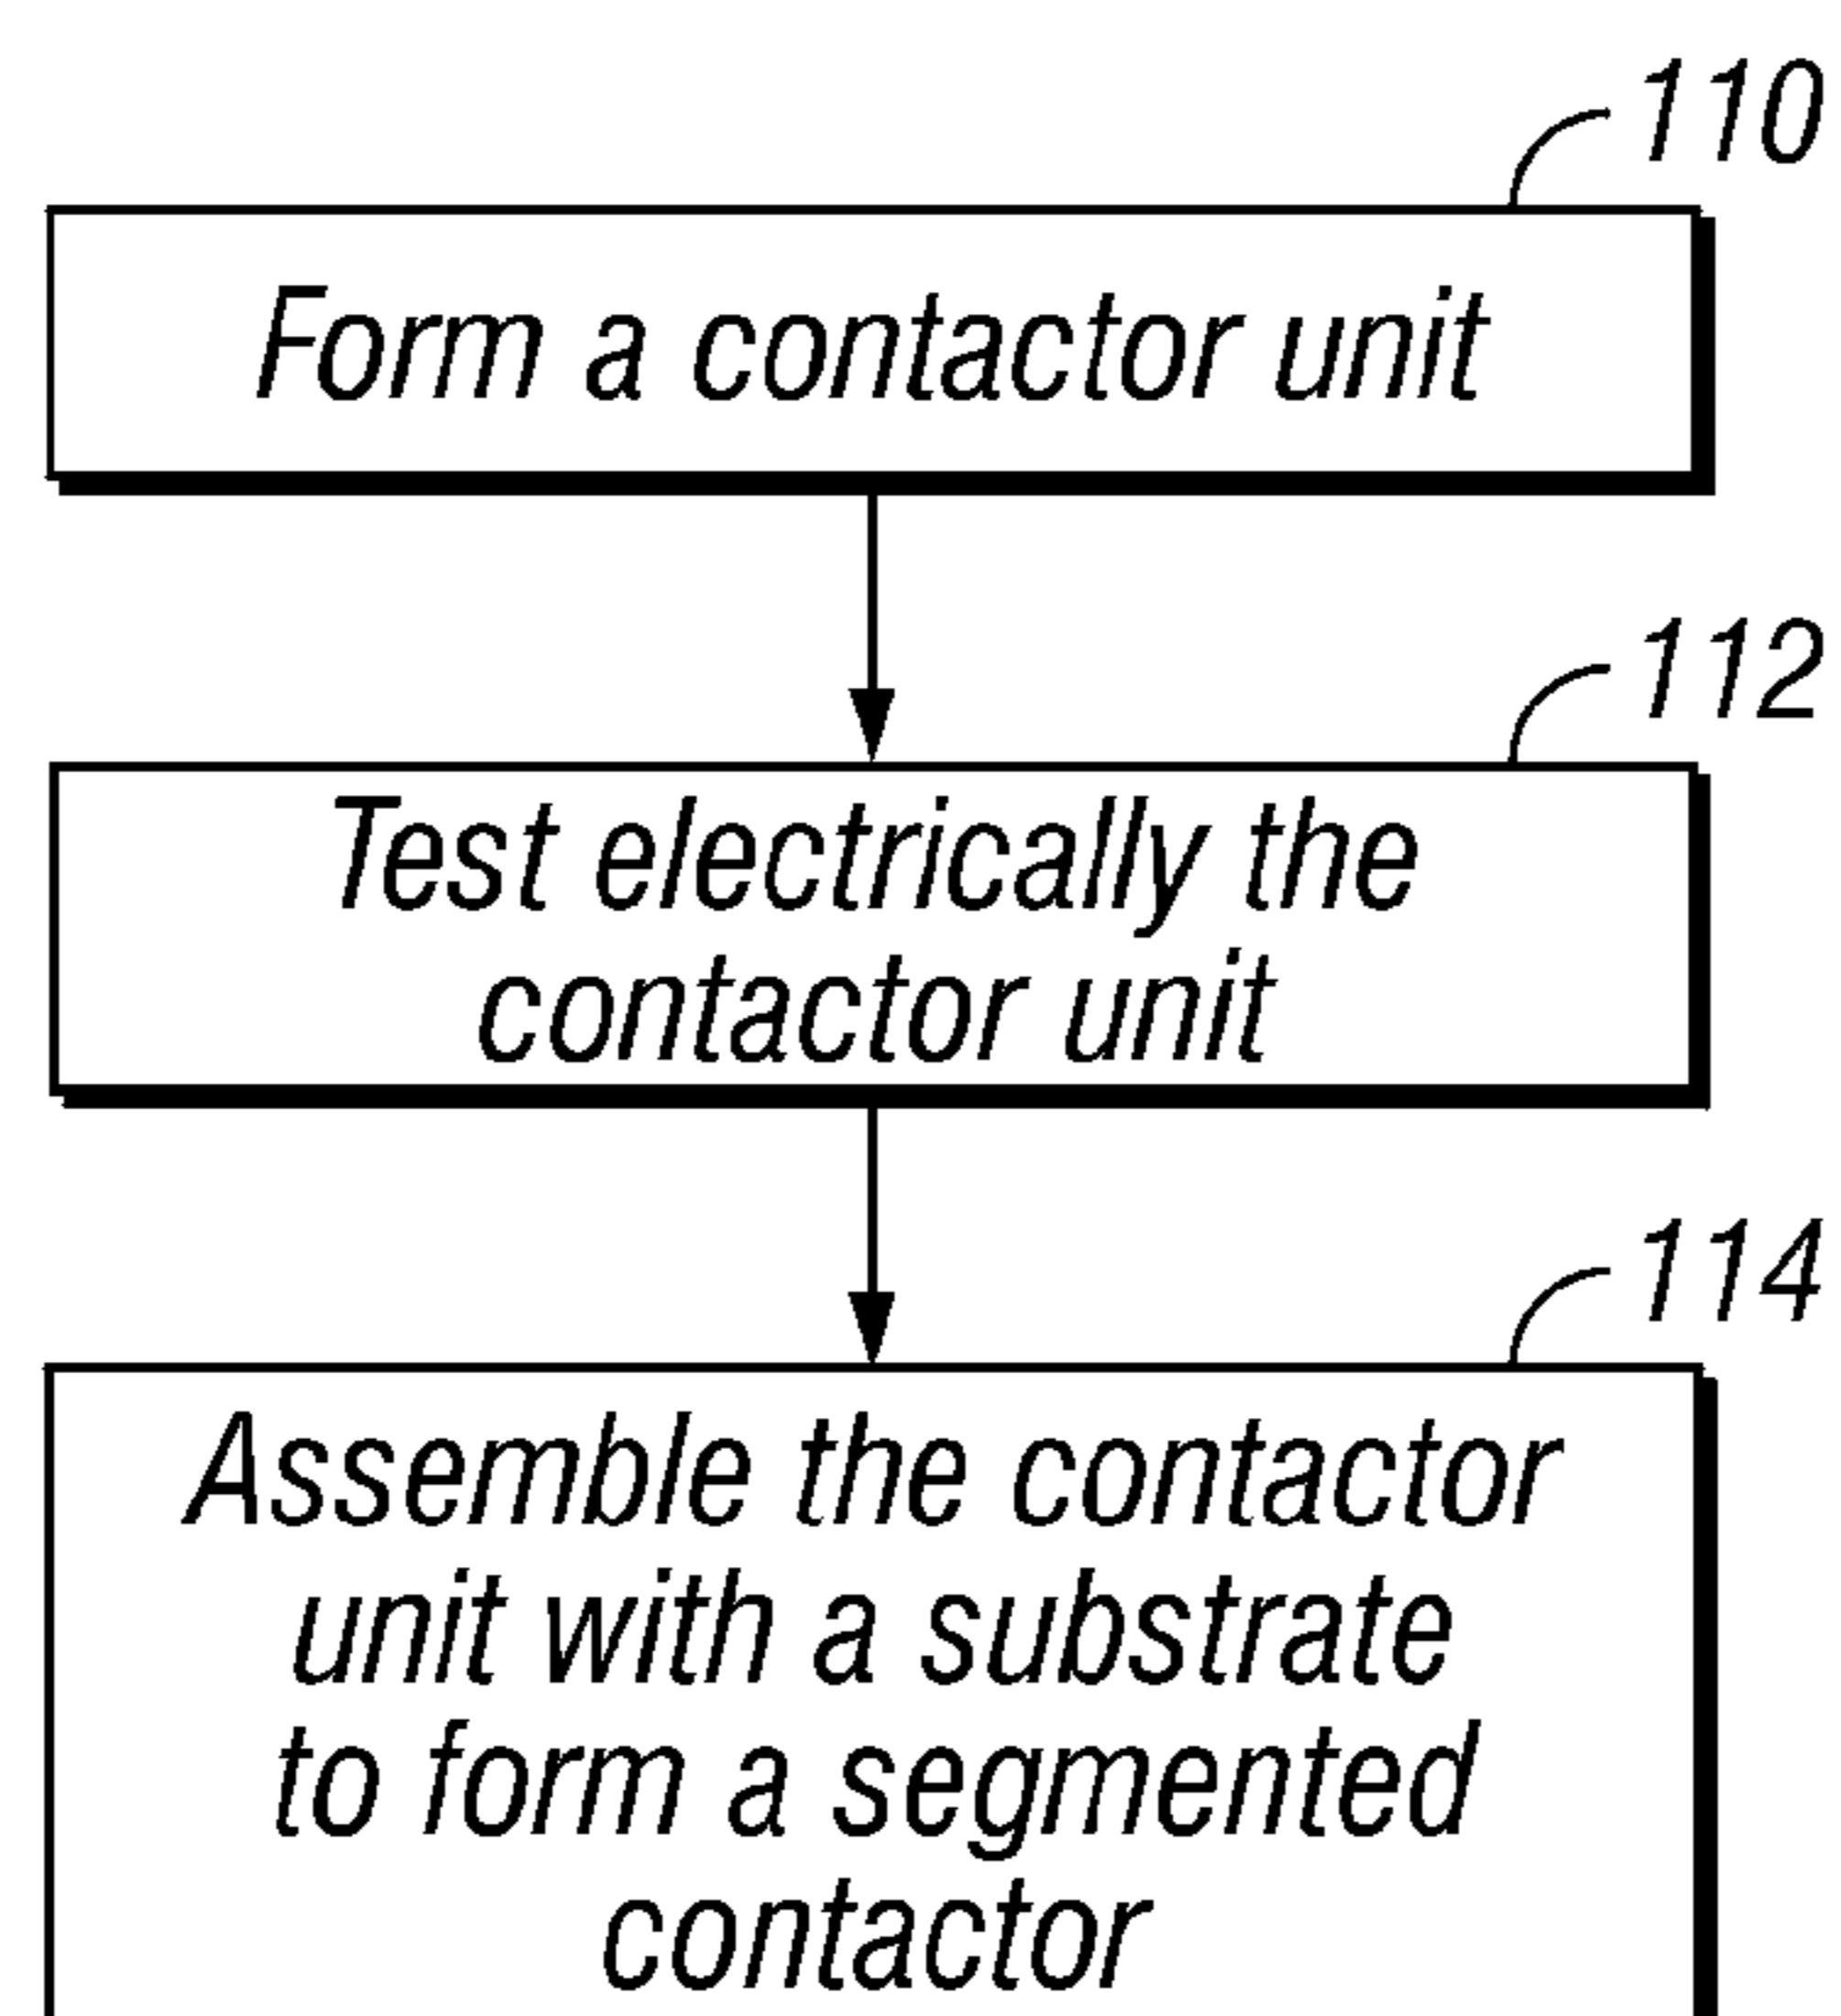 110
Form a contactor unit
112
Test electrically the
contactor unit
114
Assemble the contactor
unit with a substrate
to form a segmented
contactor